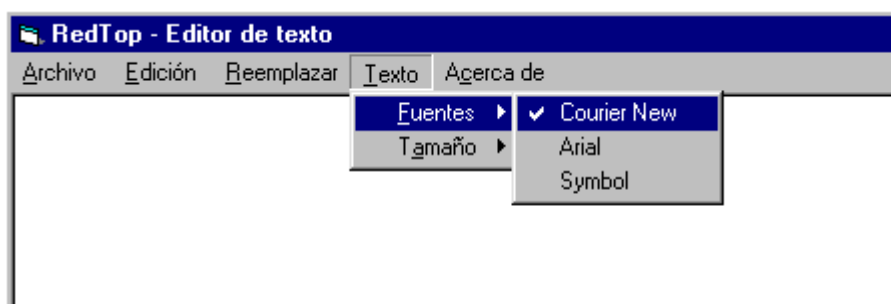 RedTop - Editor de texto
Archivo Edición Reemplazar Texto Acerca de
Fuentes Courier New
Tamaño Arial
Symbol